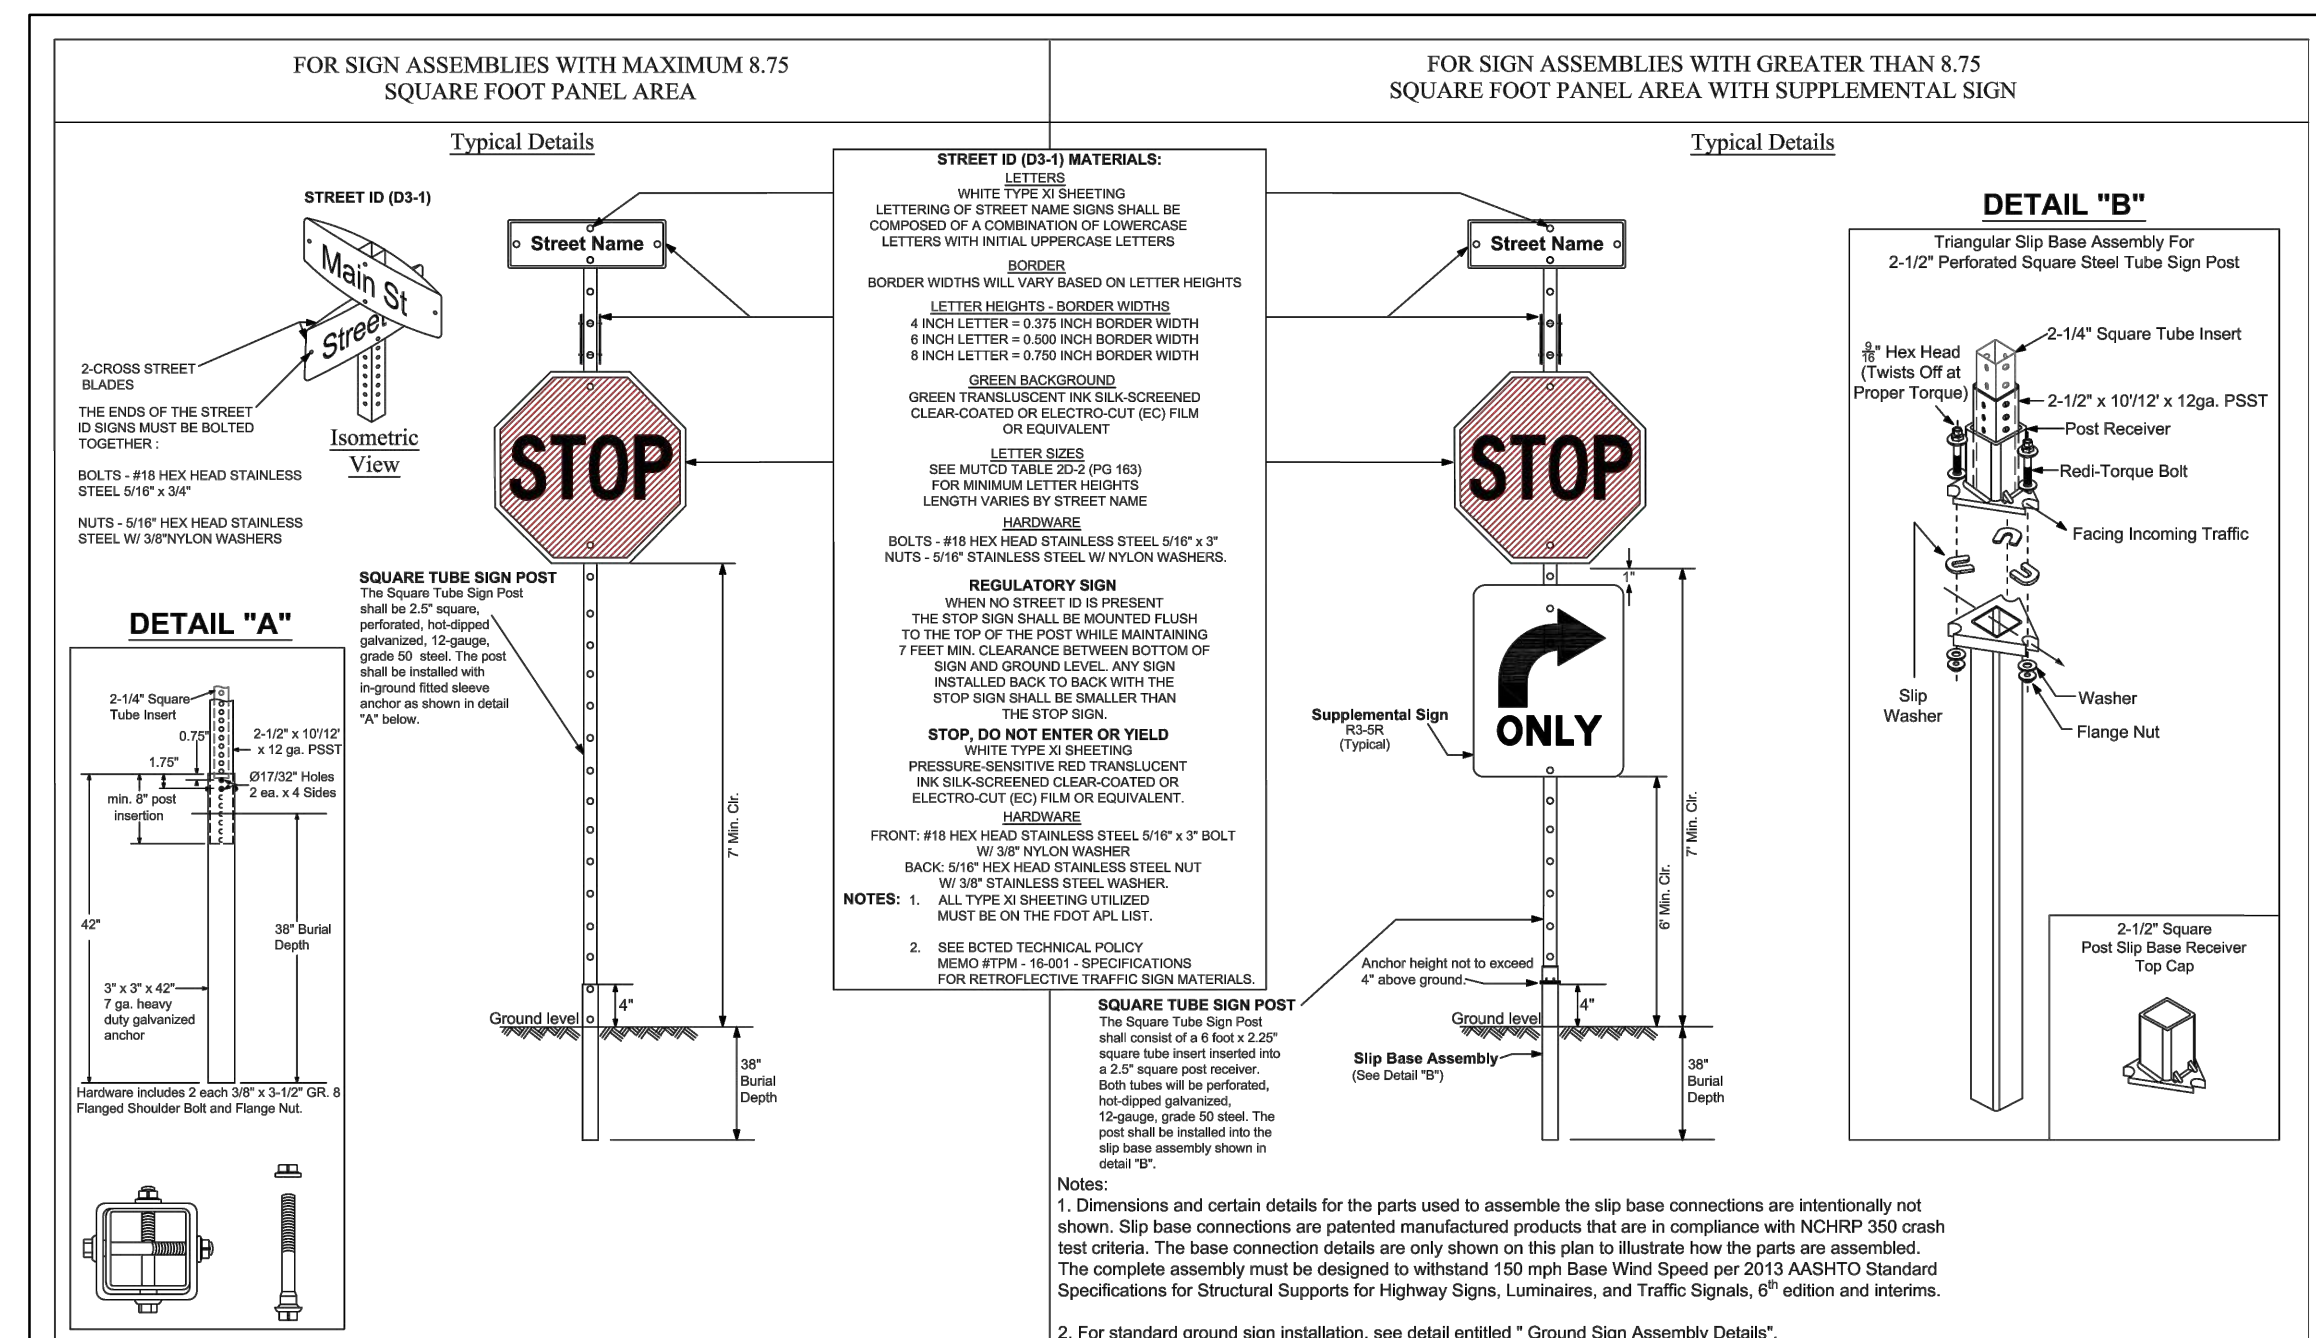 FOR SIGN ASSEMBLIES WITH MAXIMUM 8.75
SQUARE FOOT PANEL AREA
FOR SIGN ASSEMBLIES WITH GREATER THAN 8.75
SQUARE FOOT PANEL AREA WITH SUPPLEMENTAL SIGN
Typical Details
STREET ID (D3-1)
Main St
Street
2-CROSS STREET
BLADES
THE ENDS OF THE STREET
ID SIGNS MUST BE BOLTED
TOGETHER :
BOLTS - #18 HEX HEAD STAINLESS
STEEL 5/16" x 3/4"
NUTS - 5/16" HEX HEAD STAINLESS
STEEL W/ 3/8"NYLON WASHERS
Isometric
View
Street Name
STOP
SQUARE TUBE SIGN POST
The Square Tube Sign Post
shall be 2.5" square,
perforated, hot-dipped
galvanized, 12-gauge,
grade 50 steel. The post
shall be installed with
in-ground fitted sleeve
anchor as shown in detail
"A" below.
7' Min. Clr.
4"
Ground level
38"
Burial
Depth
DETAIL "A"
2-1/4" Square
Tube Insert
0.75"
2-1/2" x 10'/12'
x 12 ga. PSST
1.75"
Ø17/32" Holes
2 ea. x 4 Sides
min. 8" post
insertion
42"
38" Burial
Depth
3" x 3" x 42"
7 ga. heavy
duty galvanized
anchor
Hardware includes 2 each 3/8" x 3-1/2" GR. 8
Flanged Shoulder Bolt and Flange Nut.
STREET ID (D3-1) MATERIALS:
LETTERS
WHITE TYPE XI SHEETING
LETTERING OF STREET NAME SIGNS SHALL BE
COMPOSED OF A COMBINATION OF LOWERCASE
LETTERS WITH INITIAL UPPERCASE LETTERS
BORDER
BORDER WIDTHS WILL VARY BASED ON LETTER HEIGHTS
LETTER HEIGHTS - BORDER WIDTHS
4 INCH LETTER = 0.375 INCH BORDER WIDTH
6 INCH LETTER = 0.500 INCH BORDER WIDTH
8 INCH LETTER = 0.750 INCH BORDER WIDTH
GREEN BACKGROUND
GREEN TRANSLUSCENT INK SILK-SCREENED
CLEAR-COATED OR ELECTRO-CUT (EC) FILM
OR EQUIVALENT
LETTER SIZES
SEE MUTCD TABLE 2D-2 (PG 163)
FOR MINIMUM LETTER HEIGHTS
LENGTH VARIES BY STREET NAME
HARDWARE
BOLTS - #18 HEX HEAD STAINLESS STEEL 5/16" x 3"
NUTS - 5/16" STAINLESS STEEL W/ NYLON WASHERS.
REGULATORY SIGN
WHEN NO STREET ID IS PRESENT
THE STOP SIGN SHALL BE MOUNTED FLUSH
TO THE TOP OF THE POST WHILE MAINTAINING
7 FEET MIN. CLEARANCE BETWEEN BOTTOM OF
SIGN AND GROUND LEVEL. ANY SIGN
INSTALLED BACK TO BACK WITH THE
STOP SIGN SHALL BE SMALLER THAN
THE STOP SIGN.
STOP, DO NOT ENTER OR YIELD
WHITE TYPE XI SHEETING
PRESSURE-SENSITIVE RED TRANSLUCENT
INK SILK-SCREENED CLEAR-COATED OR
ELECTRO-CUT (EC) FILM OR EQUIVALENT.
HARDWARE
FRONT: #18 HEX HEAD STAINLESS STEEL 5/16" x 3" BOLT
W/ 3/8" NYLON WASHER
BACK: 5/16" HEX HEAD STAINLESS STEEL NUT
W/ 3/8" STAINLESS STEEL WASHER.
NOTES: 1. ALL TYPE XI SHEETING UTILIZED
MUST BE ON THE FDOT APL LIST.
2. SEE BCTED TECHNICAL POLICY
MEMO #TPM - 16-001 - SPECIFICATIONS
FOR RETROFLECTIVE TRAFFIC SIGN MATERIALS.
Typical Details
Street Name
STOP
1"
ONLY
Supplemental Sign
R3-5R
(Typical)
7' Min. Clr.
6' Min. Clr.
Anchor height not to exceed
4" above ground.
4"
Ground level
SQUARE TUBE SIGN POST
The Square Tube Sign Post
shall consist of a 6 foot x 2.25"
square tube insert inserted into
a 2.5" square post receiver.
Both tubes will be perforated,
hot-dipped galvanized,
12-gauge, grade 50 steel. The
post shall be installed into the
slip base assembly shown in
detail "B".
Slip Base Assembly
(See Detail "B")
38"
Burial
Depth
DETAIL "B"
Triangular Slip Base Assembly For
2-1/2" Perforated Square Steel Tube Sign Post
2-1/4" Square Tube Insert
9/16" Hex Head
(Twists Off at
Proper Torque)
2-1/2" x 10'/12' x 12ga. PSST
Post Receiver
Redi-Torque Bolt
Facing Incoming Traffic
Slip
Washer
Washer
Flange Nut
2-1/2" Square
Post Slip Base Receiver
Top Cap
Notes:
1. Dimensions and certain details for the parts used to assemble the slip base connections are intentionally not
shown. Slip base connections are patented manufactured products that are in compliance with NCHRP 350 crash
test criteria. The base connection details are only shown on this plan to illustrate how the parts are assembled.
The complete assembly must be designed to withstand 150 mph Base Wind Speed per 2013 AASHTO Standard
Specifications for Structural Supports for Highway Signs, Luminaires, and Traffic Signals, 6th edition and interims.
2. For standard ground sign installation, see detail entitled " Ground Sign Assembly Details".